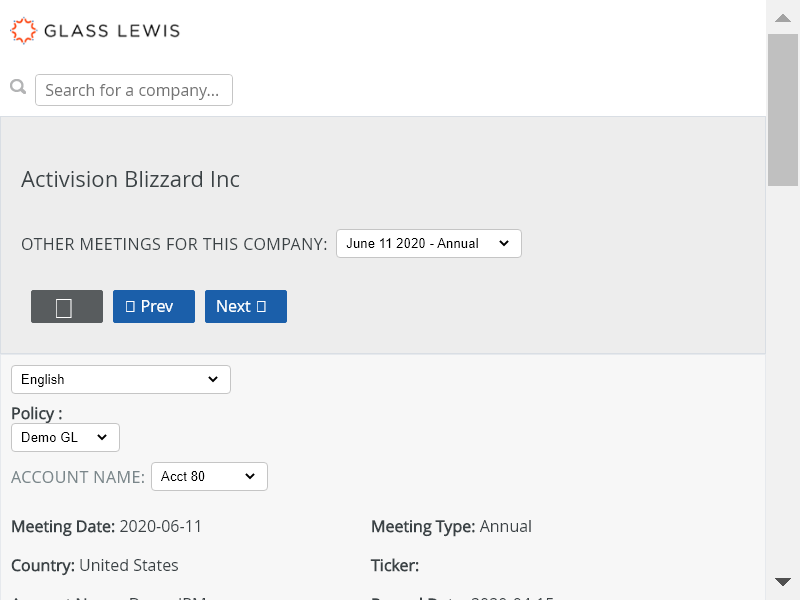 GLASS LEWIS
Search for a company...
Activision Blizzard Inc
OTHER MEETINGS FOR THIS COMPANY: June 11 2020 - Annual
Prev Next
English
Policy :
Demo GL
ACCOUNT NAME: Acct 80
Meeting Date: 2020-06-11 Meeting Type: Annual
Country: United States Ticker: